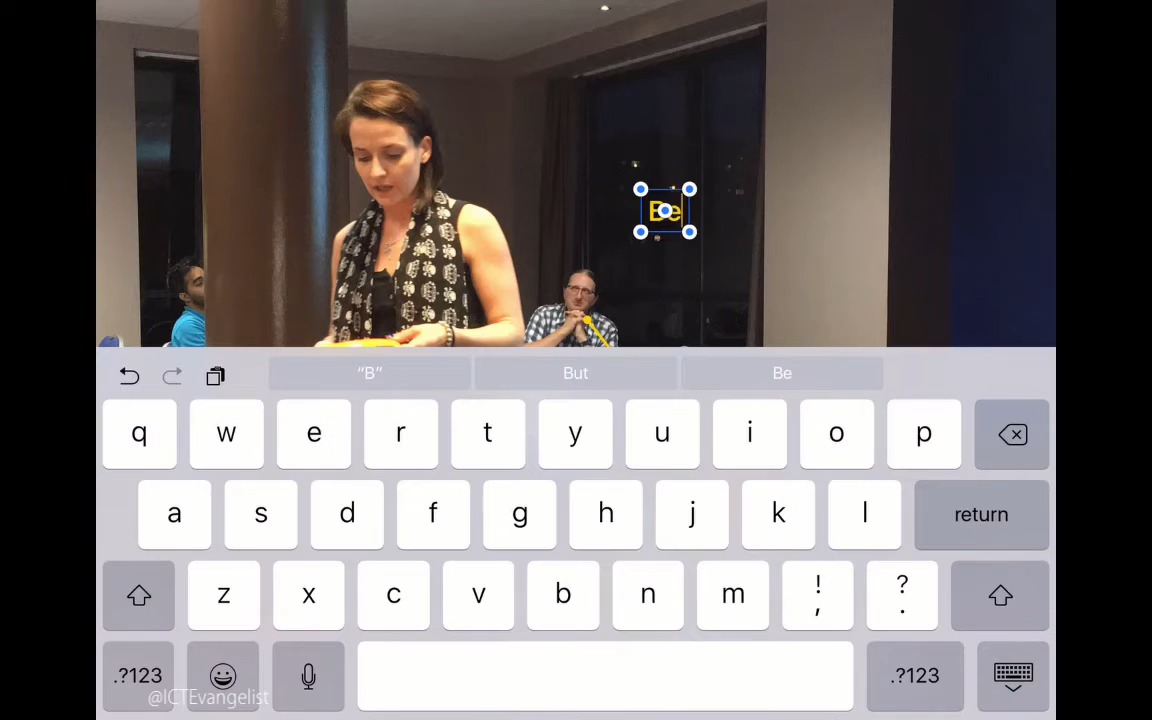 Be
“B” But Be
q w e r t y u i o p
a s d f g h j k l return
z x c v b n m ! , ? .
.?123 .?123
@ICTEvangelist